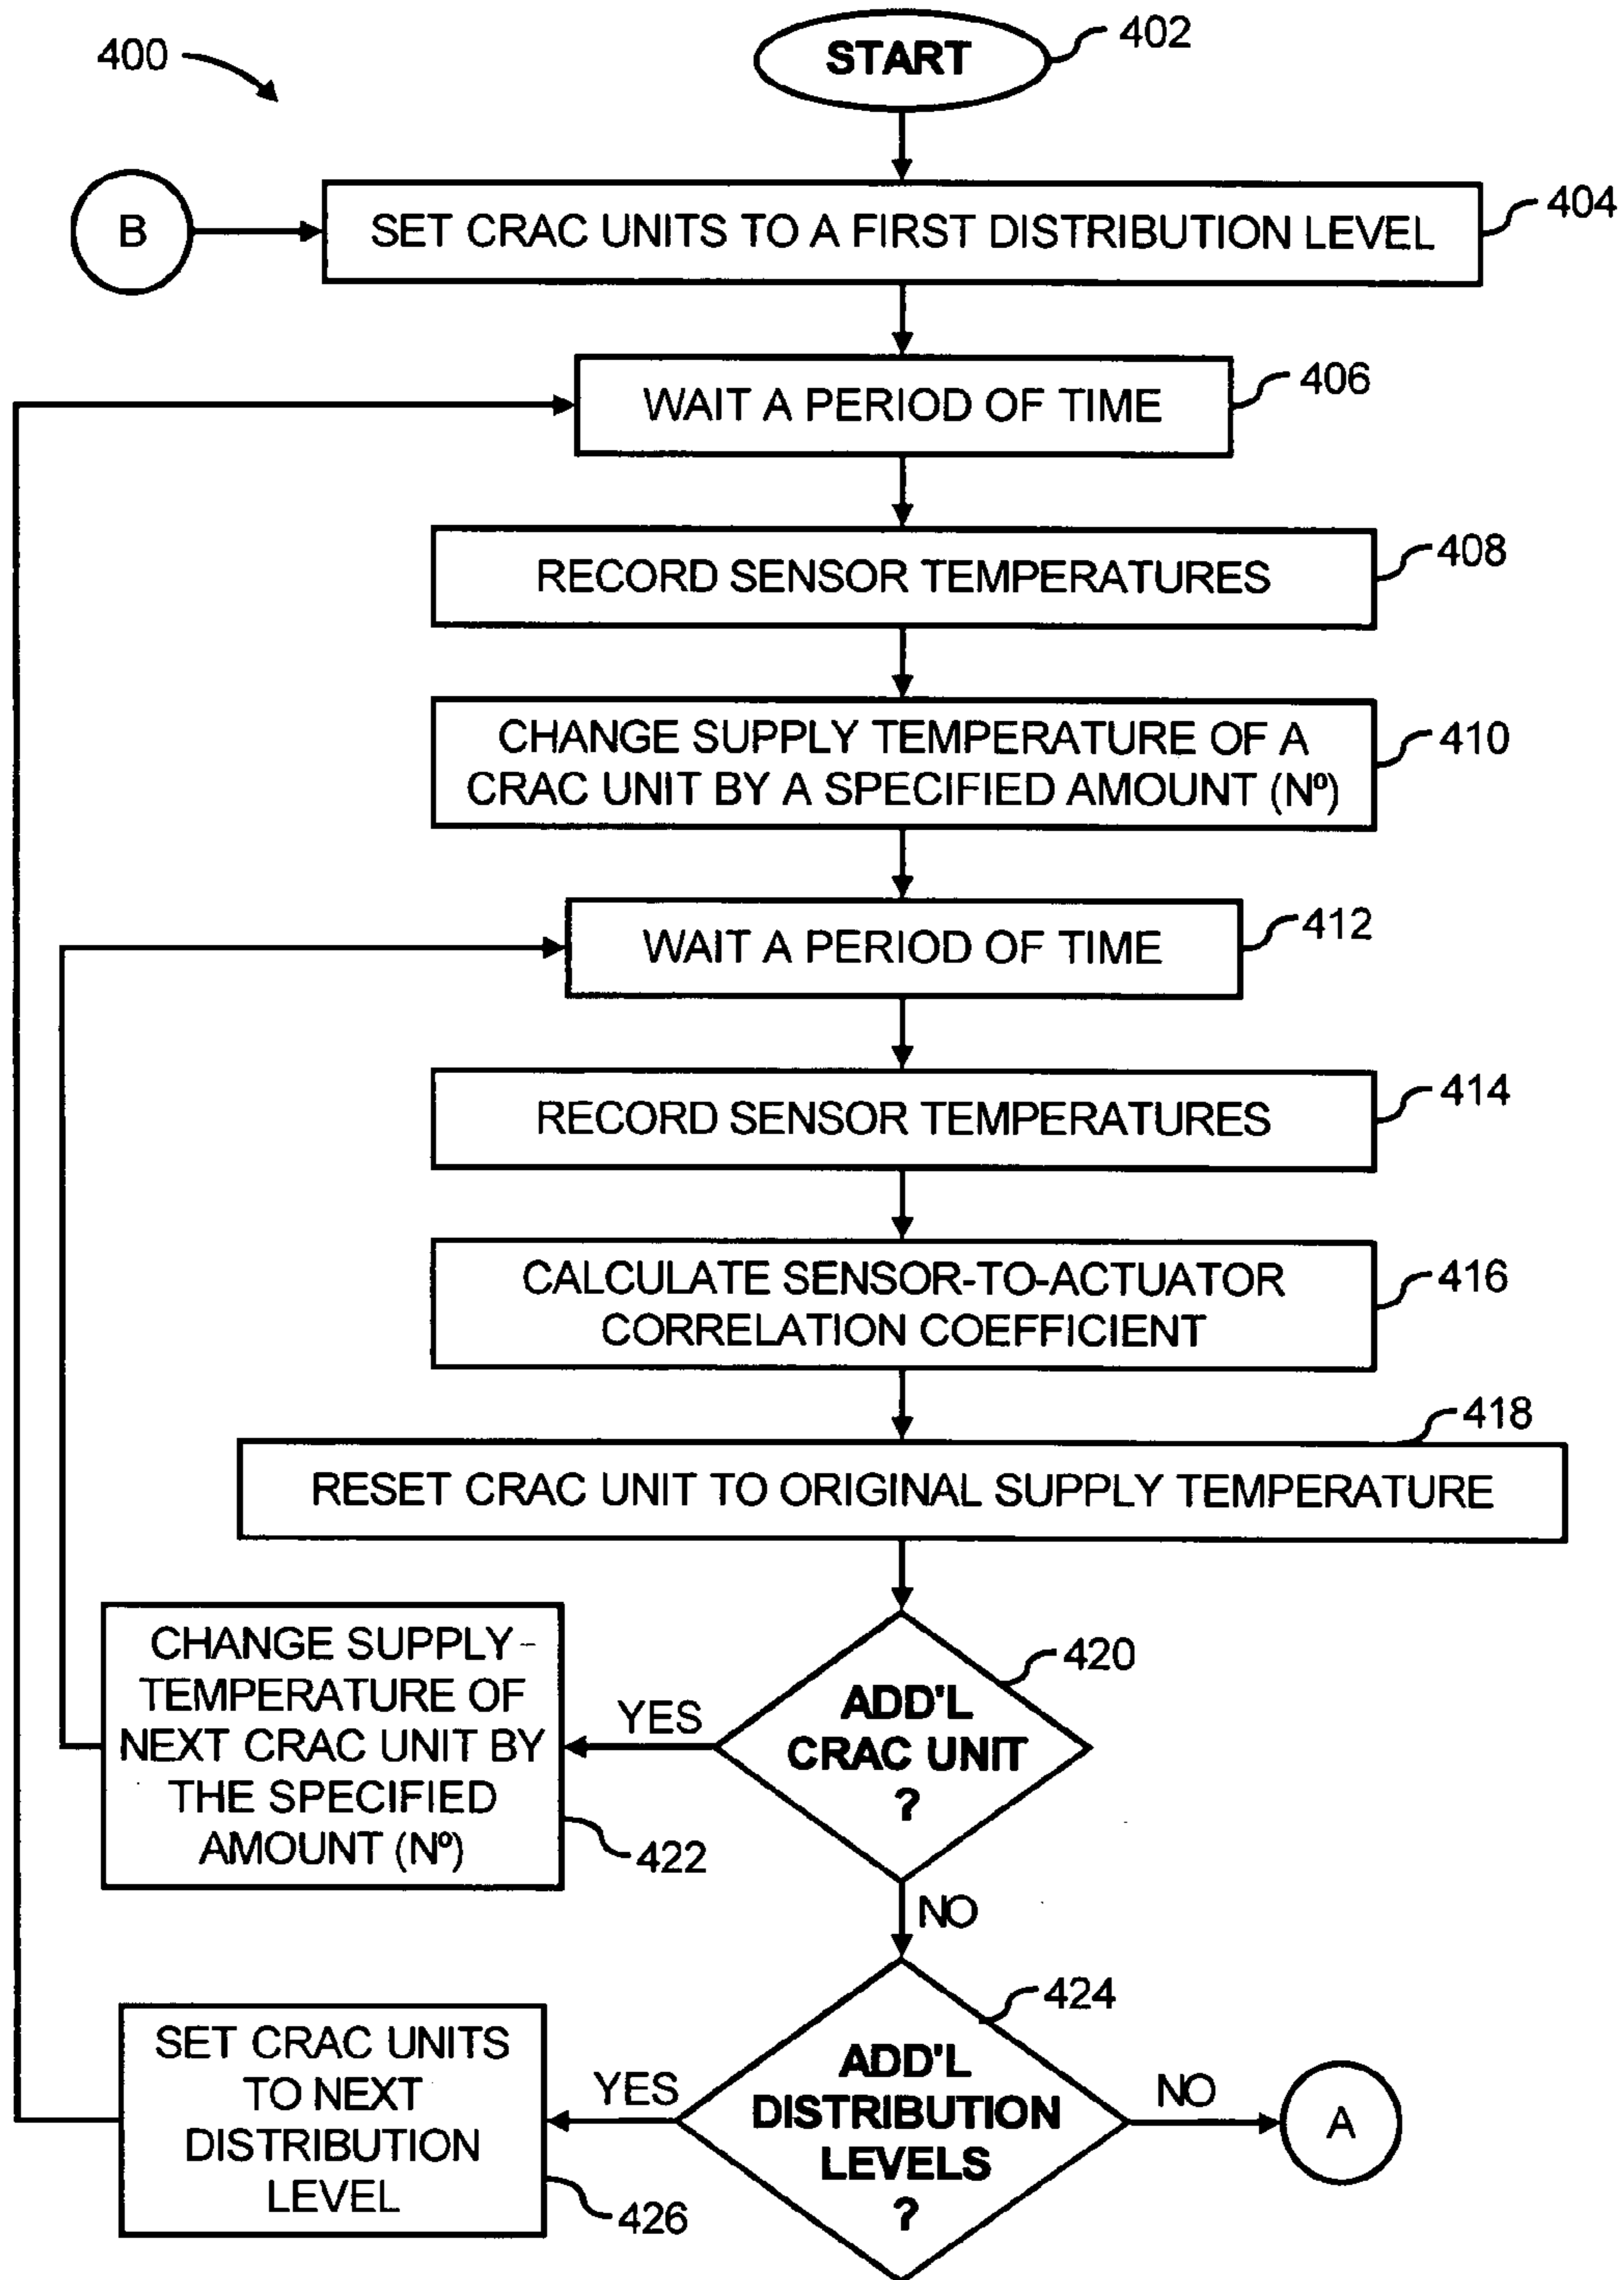 400
START
402
B
SET CRAC UNITS TO A FIRST DISTRIBUTION LEVEL
404
WAIT A PERIOD OF TIME
406
RECORD SENSOR TEMPERATURES
408
CHANGE SUPPLY TEMPERATURE OF A
CRAC UNIT BY A SPECIFIED AMOUNT (Nº)
410
WAIT A PERIOD OF TIME
412
RECORD SENSOR TEMPERATURES
414
CALCULATE SENSOR-TO-ACTUATOR
CORRELATION COEFFICIENT
416
418
RESET CRAC UNIT TO ORIGINAL SUPPLY TEMPERATURE
ADD'L
CRAC UNIT
?
420
YES
CHANGE SUPPLY
TEMPERATURE OF
NEXT CRAC UNIT BY
THE SPECIFIED
AMOUNT (Nº)
422
NO
ADD'L
DISTRIBUTION
LEVELS
?
424
YES
SET CRAC UNITS
TO NEXT
DISTRIBUTION
LEVEL
426
NO
A